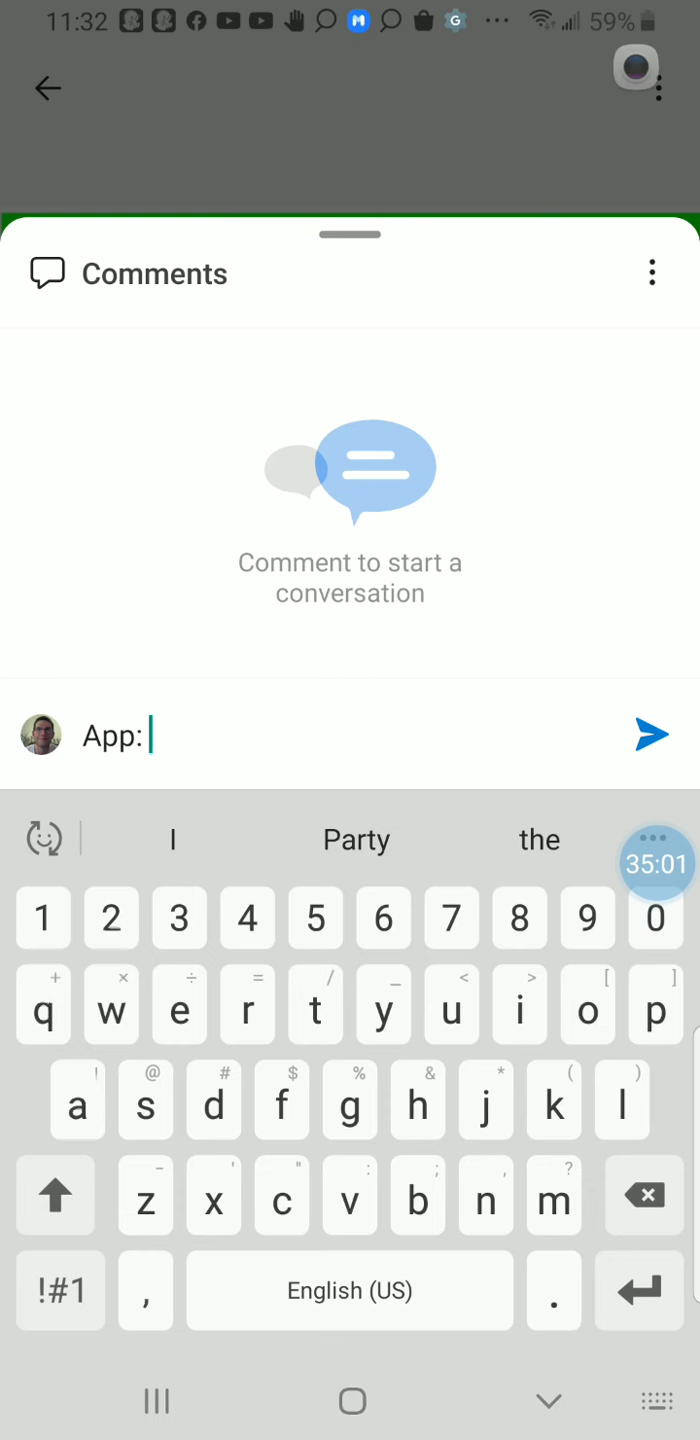 11:32 59%
Comments
Comment to start a
conversation
App:
I Party the
35:01
1 2 3 4 5 6 7 8 9 0
+ × ÷ = / _ < > [ ]
q w e r t y u i o p
! @ # $ % & * ( )
a s d f g h j k l
- ' " : ; , ?
z x c v b n m
!#1 , English (US) .